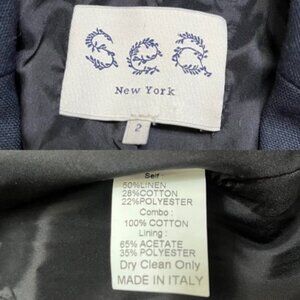 See
New York
2
Self :
50%LINEN
28%COTTON
22%POLYESTER
Combo :
100% COTTON
Lining :
65% ACETATE
35% POLYESTER
Dry Clean Only
MADE IN ITALY